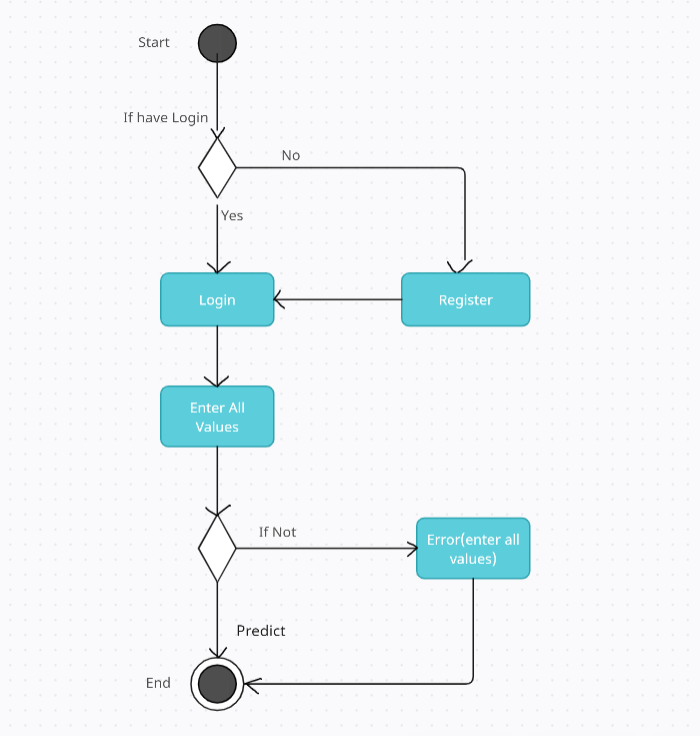 Start
If have Login
No
Yes
Login
Register
Enter All
Values
If Not
Error(enter all
values)
Predict
End